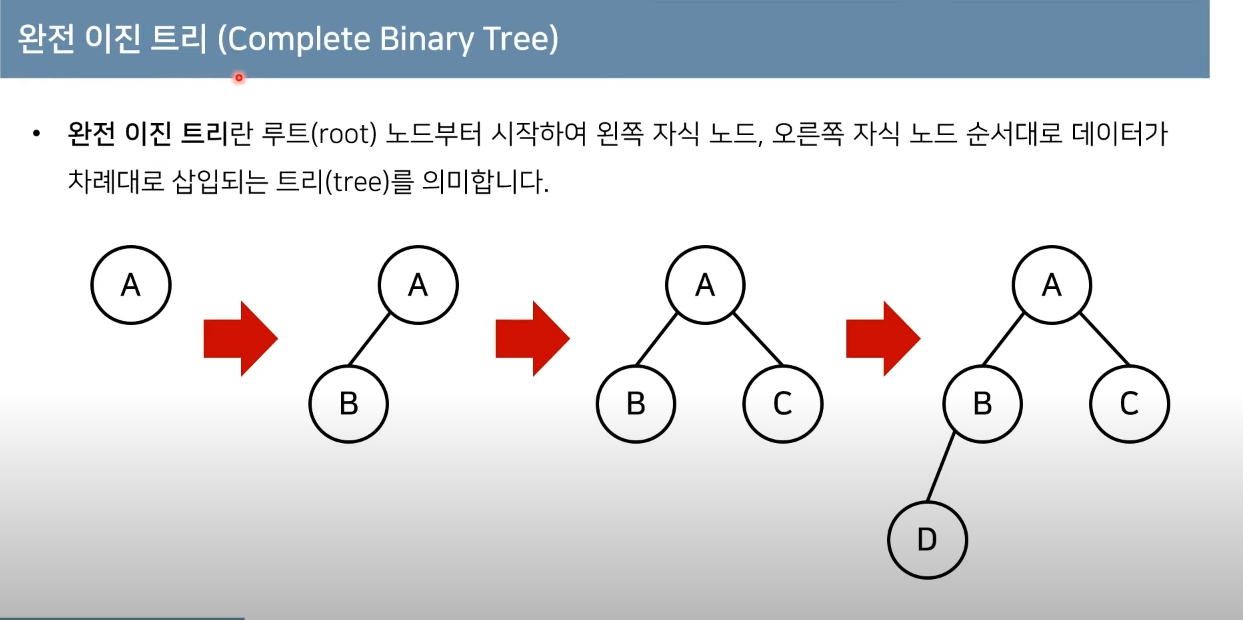 완전 이진 트리 (Complete Binary Tree)
• 완전 이진 트리란 루트(root) 노드부터 시작하여 왼쪽 자식 노드, 오른쪽 자식 노드 순서대로 데이터가
차례대로 삽입되는 트리(tree)를 의미합니다.
A A A A
B B C B C
D